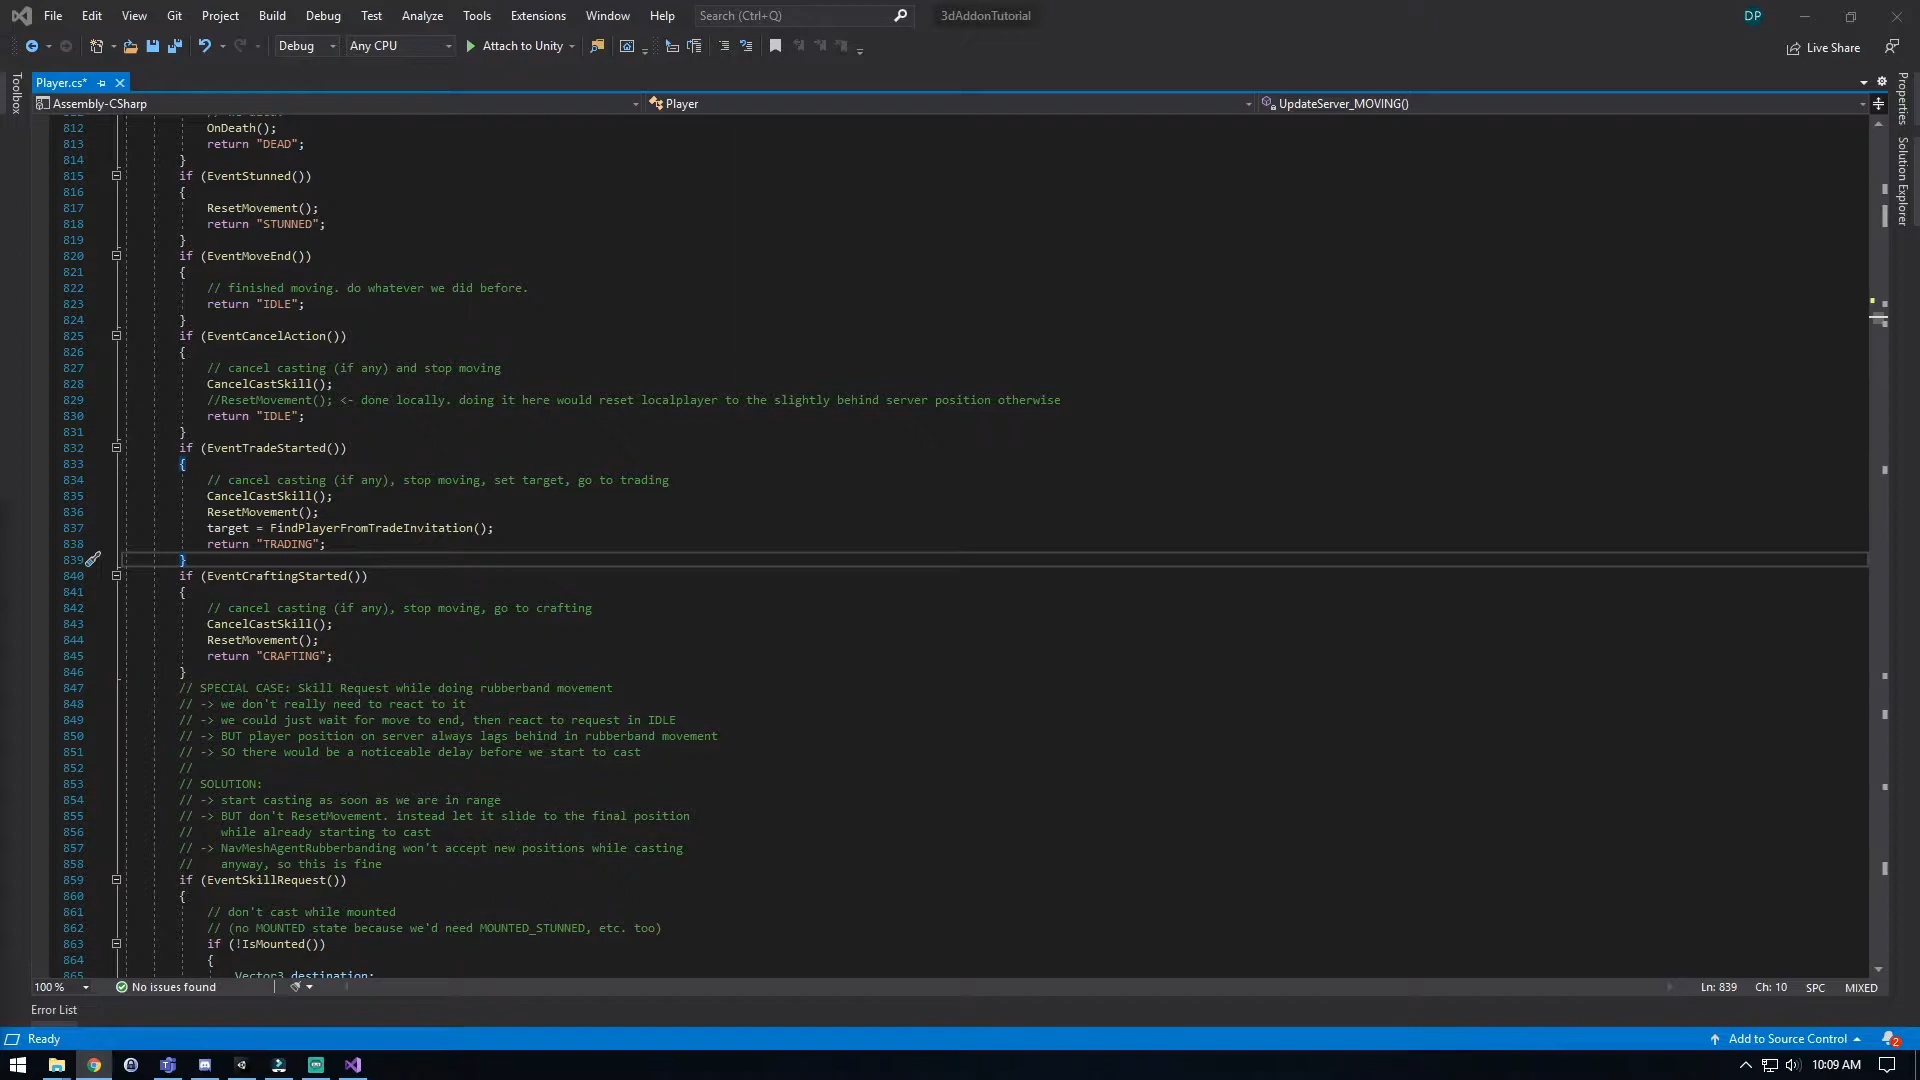 File Edit View Git Project Build Debug Test Analyze Tools Extensions Window Help Search (Ctrl+Q) 3dAddonTutorial DP
Debug Any CPU Attach to Unity Live Share
Toolbox
Player.cs*
Properties
Solution Explorer
Assembly-CSharp Player UpdateServer_MOVING()
812 OnDeath();
813 return "DEAD";
814 }
815 if (EventStunned())
816 {
817 ResetMovement();
818 return "STUNNED";
819 }
820 if (EventMoveEnd())
821 {
822 // finished moving. do whatever we did before.
823 return "IDLE";
824 }
825 if (EventCancelAction())
826 {
827 // cancel casting (if any) and stop moving
828 CancelCastSkill();
829 //ResetMovement(); <- done locally. doing it here would reset localplayer to the slightly behind server position otherwise
830 return "IDLE";
831 }
832 if (EventTradeStarted())
833 {
834 // cancel casting (if any), stop moving, set target, go to trading
835 CancelCastSkill();
836 ResetMovement();
837 target = FindPlayerFromTradeInvitation();
838 return "TRADING";
839 }
840 if (EventCraftingStarted())
841 {
842 // cancel casting (if any), stop moving, go to crafting
843 CancelCastSkill();
844 ResetMovement();
845 return "CRAFTING";
846 }
847 // SPECIAL CASE: Skill Request while doing rubberband movement
848 // -> we don't really need to react to it
849 // -> we could just wait for move to end, then react to request in IDLE
850 // -> BUT player position on server always lags behind in rubberband movement
851 // -> SO there would be a noticeable delay before we start to cast
852 //
853 // SOLUTION:
854 // -> start casting as soon as we are in range
855 // -> BUT don't ResetMovement. instead let it slide to the final position
856 // while already starting to cast
857 // -> NavMeshAgentRubberbanding won't accept new positions while casting
858 // anyway, so this is fine
859 if (EventSkillRequest())
860 {
861 // don't cast while mounted
862 // (no MOUNTED state because we'd need MOUNTED_STUNNED, etc. too)
863 if (!IsMounted())
864 {
865 Vector3 destination;
100 % No issues found Ln: 839 Ch: 10 SPC MIXED
Error List
Ready Add to Source Control 2
10:09 AM